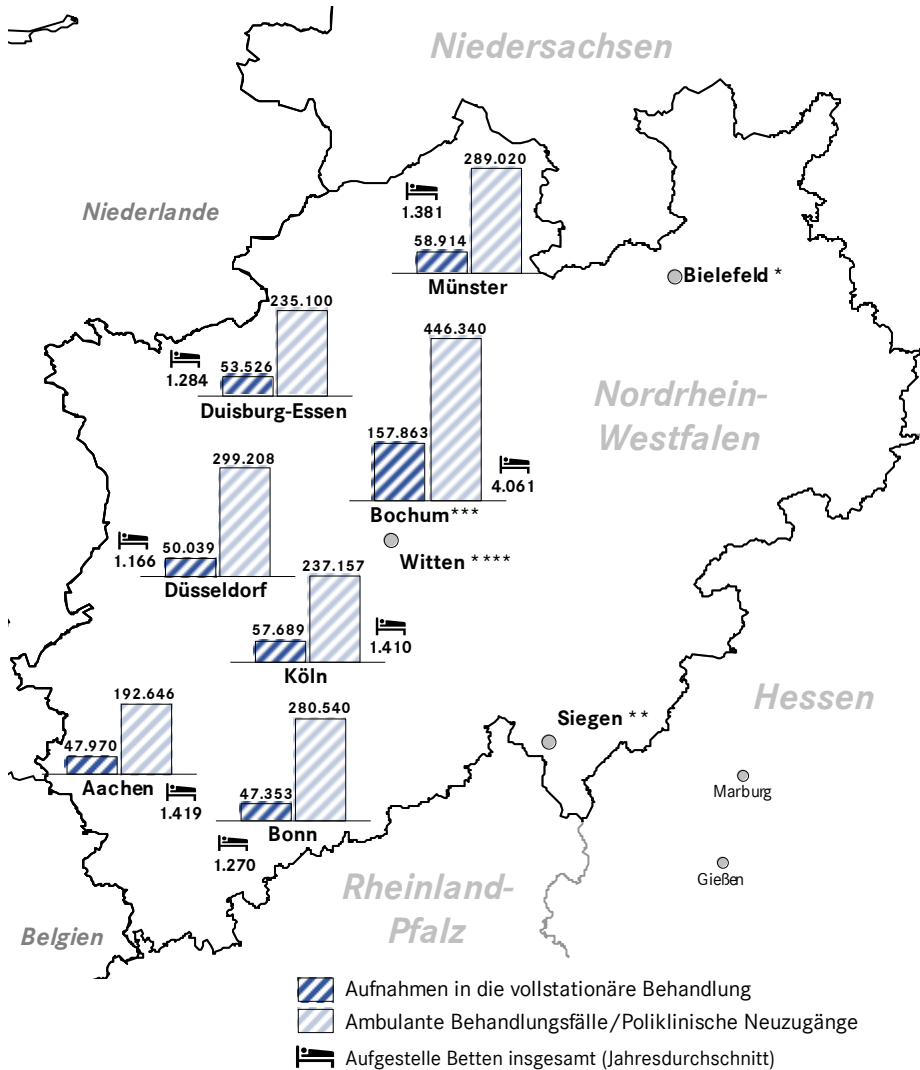 Niedersachsen
Niederlande
289.020
1.381
58.914
Münster
Bielefeld *
235.100
53.526
1.284
Duisburg-Essen
446.340
157.863
4.061
Bochum***
Nordrhein-
Westfalen
299.208
50.039
1.166
Düsseldorf
Witten ****
237.157
57.689
1.410
Köln
192.646
47.970
Aachen
1.419
280.540
47.353
Bonn
1.270
Siegen **
Hessen
Marburg
Gießen
Rheinland-
Pfalz
Belgien
Aufnahmen in die vollstationäre Behandlung
Ambulante Behandlungsfälle/Poliklinische Neuzugänge
Aufgestelle Betten insgesamt (Jahresdurchschnitt)